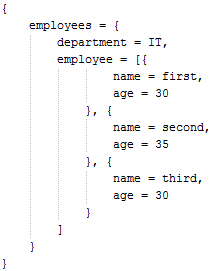 {
employees = {
department = IT,
employee = [{
name = first,
age = 30
}, {
name = second,
age = 35
}, {
name = third,
age = 30
}
]
}
}